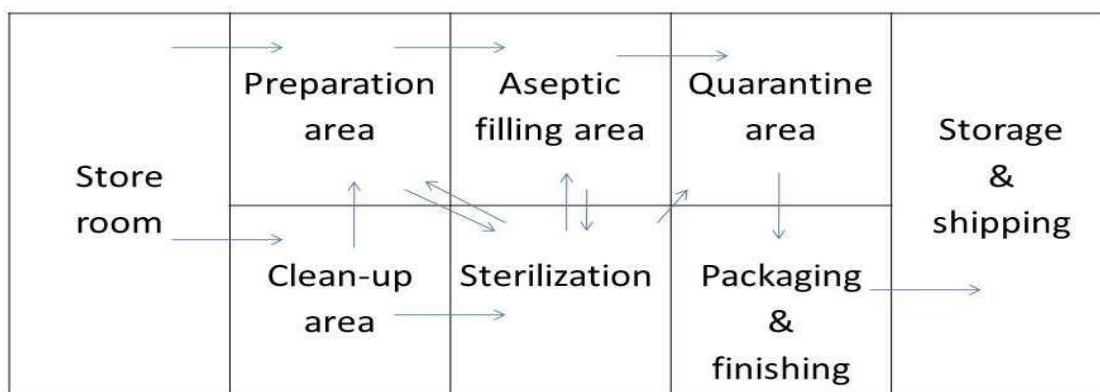 Store
room
Preparation
area
Aseptic
filling area
Quarantine
area
Clean-up
area
Sterilization
Packaging
&
finishing
Storage
&
shipping